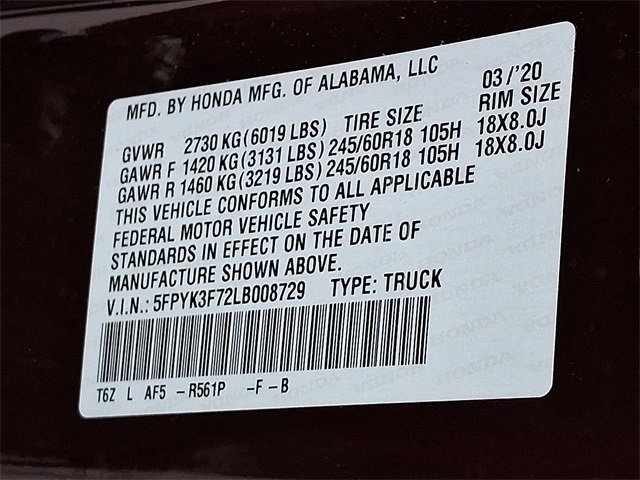 MFD. BY HONDA MFG. OF ALABAMA, LLC 03/'20
GVWR 2730 KG (6019 LBS) TIRE SIZE RIM SIZE
GAWR F 1420 KG (3131 LBS) 245/60R18 105H 18X8.0J
GAWR R 1460 KG (3219 LBS) 245/60R18 105H 18X8.0J
THIS VEHICLE CONFORMS TO ALL APPLICABLE
FEDERAL MOTOR VEHICLE SAFETY
STANDARDS IN EFFECT ON THE DATE OF
MANUFACTURE SHOWN ABOVE.
V.I.N.: 5FPYK3F72LB008729 TYPE: TRUCK
T6Z L AF5 -R561P -F -B